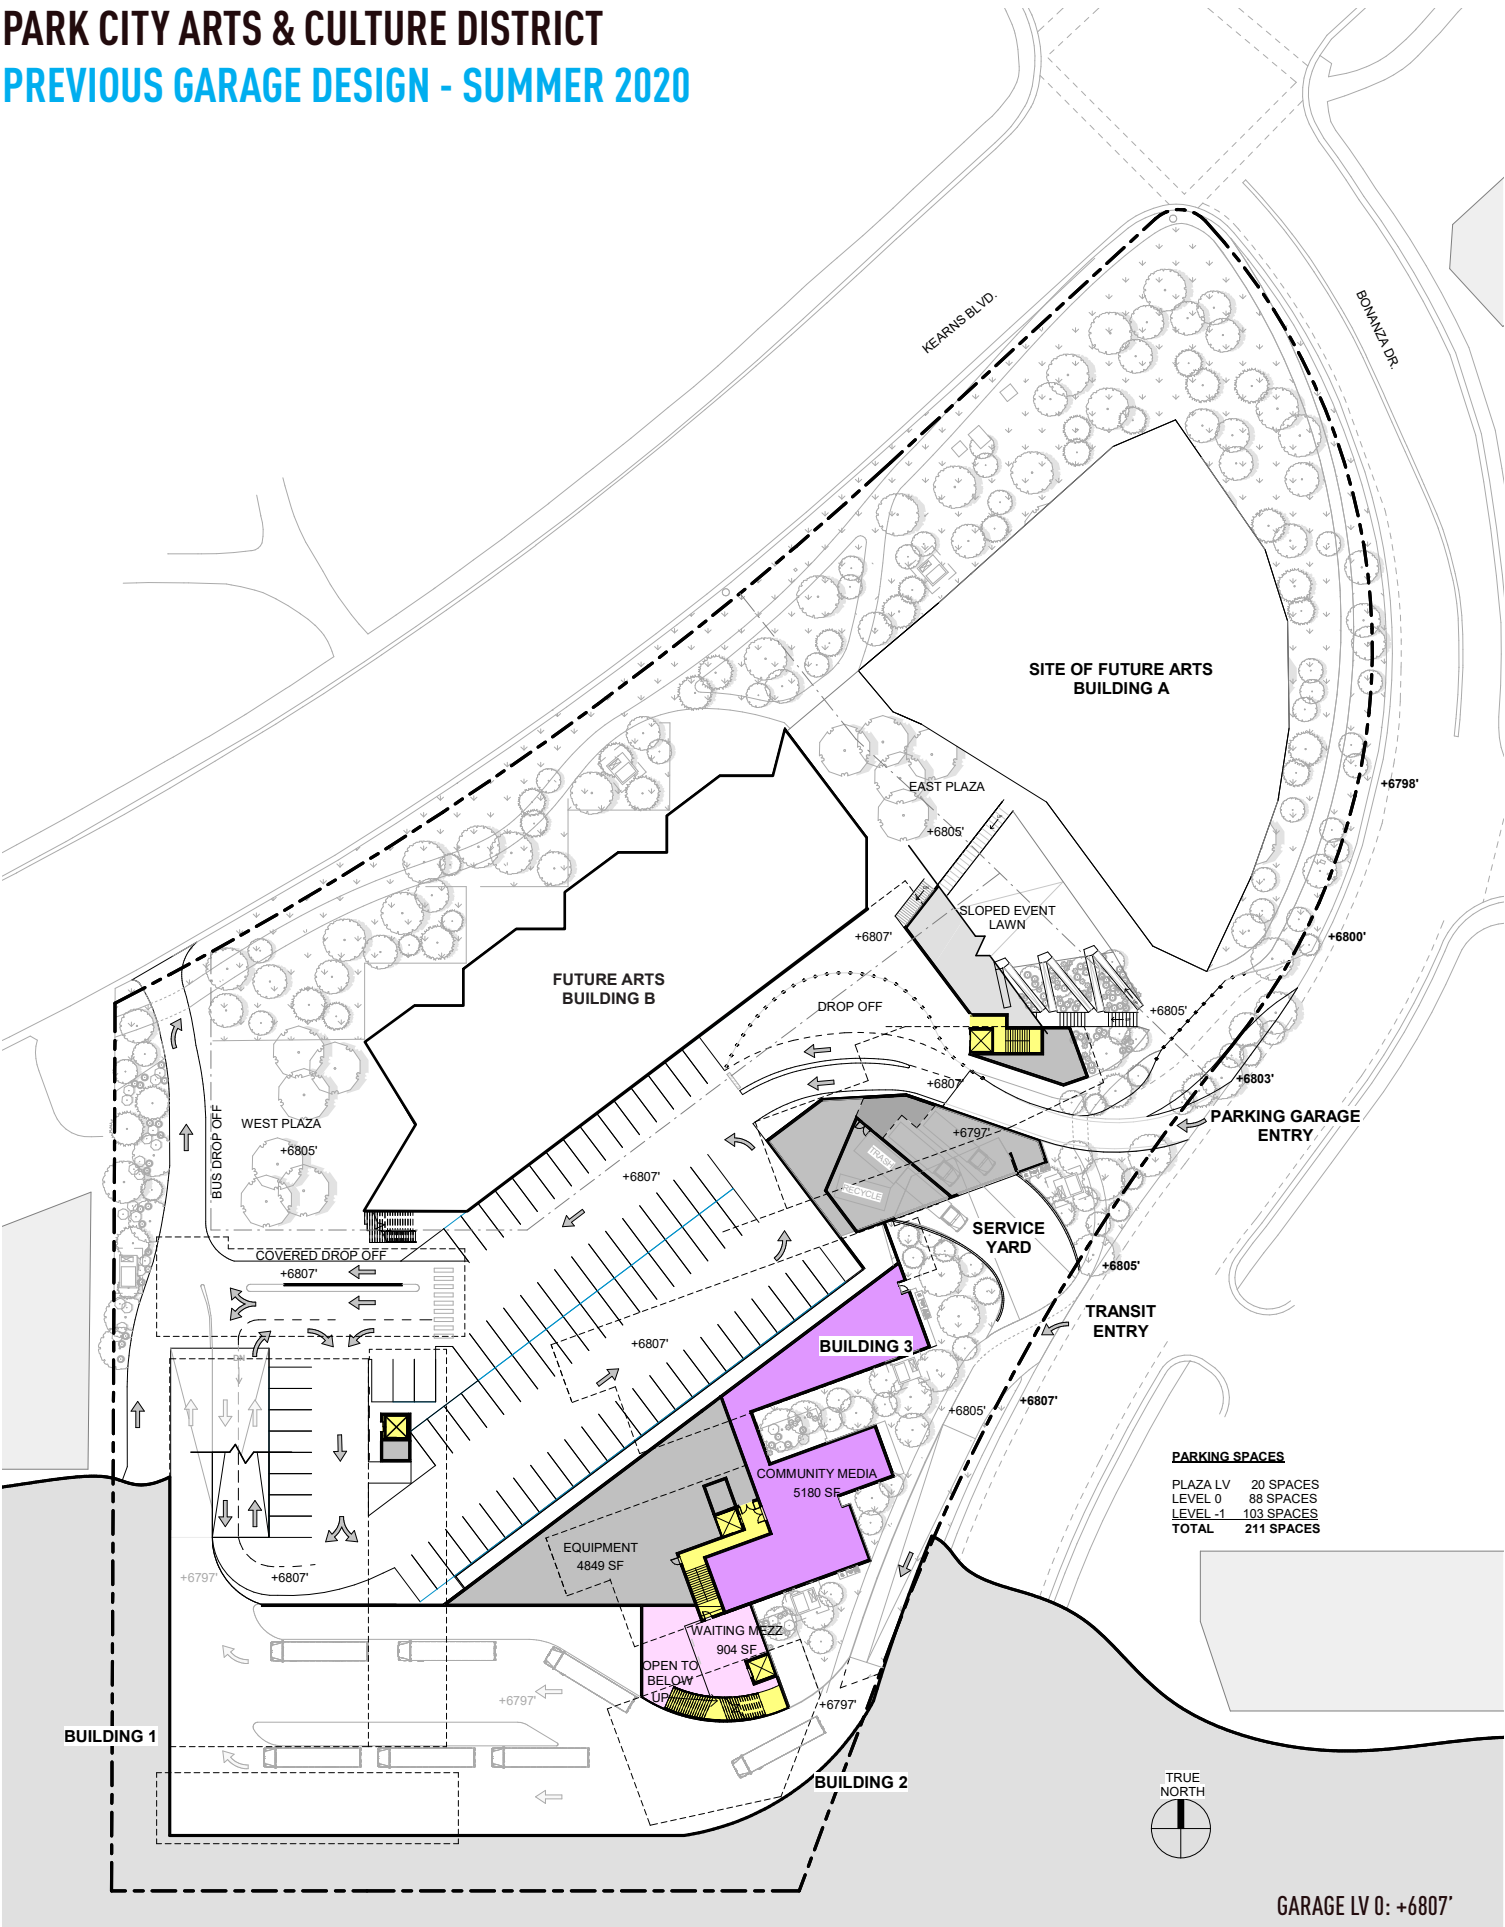 PARK CITY ARTS & CULTURE DISTRICT
PREVIOUS GARAGE DESIGN - SUMMER 2020
KEARNS BLVD.
BONANZA DR.
SITE OF FUTURE ARTS
BUILDING A
+6798'
EAST PLAZA
+6805'
SLOPED EVENT
LAWN
+6807'
+6800'
FUTURE ARTS
BUILDING B
DROP OFF
+6805'
+6807'
+6803'
PARKING GARAGE
ENTRY
WEST PLAZA
+6805'
BUS DROP OFF
+6797'
TRASH
RECYCLE
+6807'
SERVICE
YARD
COVERED DROP OFF
+6807'
+6805'
TRANSIT
ENTRY
+6807'
BUILDING 3
DN
+6805'
+6807'
PARKING SPACES
PLAZA LV 20 SPACES
LEVEL 0 88 SPACES
LEVEL -1 103 SPACES
TOTAL 211 SPACES
COMMUNITY MEDIA
5180 SF
EQUIPMENT
4849 SF
+6797'
+6807'
WAITING MEZZ
904 SF
OPEN TO
BELOW
UP
+6797'
+6797'
BUILDING 1
BUILDING 2
TRUE
NORTH
GARAGE LV 0: +6807'